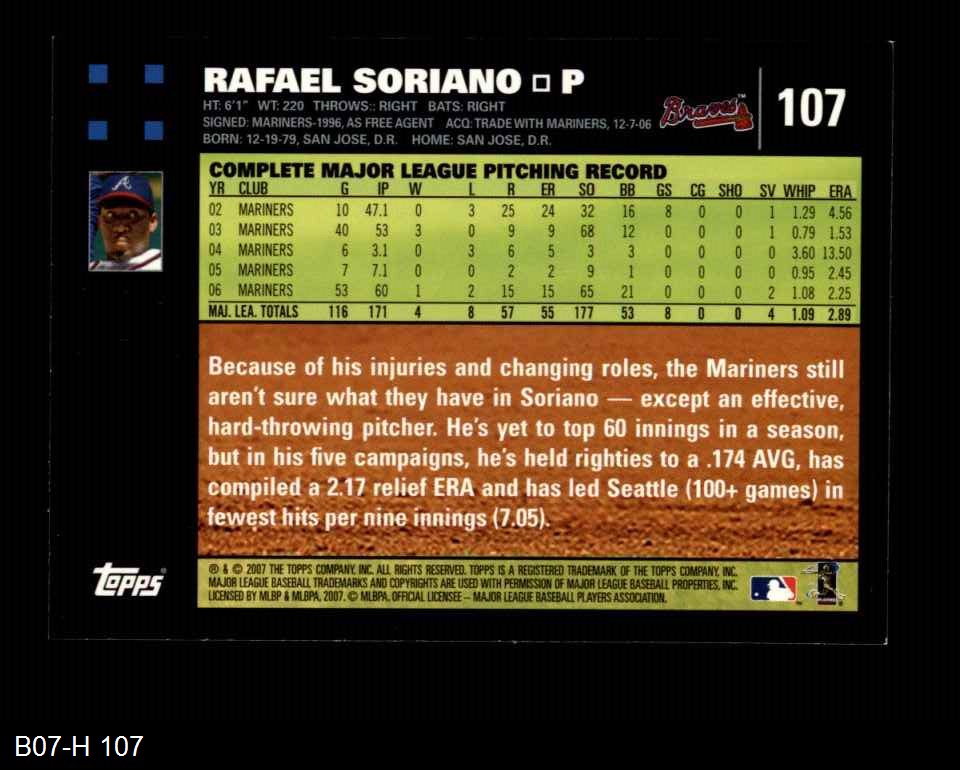 RAFAEL SORIANO □ P
HT: 6'1" WT: 220 THROWS:: RIGHT BATS: RIGHT
SIGNED: MARINERS-1996, AS FREE AGENT ACQ: TRADE WITH MARINERS, 12-7-06
BORN: 12-19-79, SAN JOSE, D.R. HOME: SAN JOSE, D.R.
Braves™
107
COMPLETE MAJOR LEAGUE PITCHING RECORD
YR CLUB G IP W L R ER SO BB GS CG SHO SV WHIP ERA
02 MARINERS 10 47.1 0 3 25 24 32 16 8 0 0 1 1.29 4.56
03 MARINERS 40 53 3 0 9 9 68 12 0 0 0 1 0.79 1.53
04 MARINERS 6 3.1 0 3 6 5 3 3 0 0 0 0 3.60 13.50
05 MARINERS 7 7.1 0 0 2 2 9 1 0 0 0 0 0.95 2.45
06 MARINERS 53 60 1 2 15 15 65 21 0 0 0 2 1.08 2.25
MAJ. LEA. TOTALS 116 171 4 8 57 55 177 53 8 0 0 4 1.09 2.89
Because of his injuries and changing roles, the Mariners still
aren't sure what they have in Soriano — except an effective,
hard-throwing pitcher. He's yet to top 60 innings in a season,
but in his five campaigns, he's held righties to a .174 AVG, has
compiled a 2.17 relief ERA and has led Seattle (100+ games) in
fewest hits per nine innings (7.05).
Topps®
® & © 2007 THE TOPPS COMPANY, INC. ALL RIGHTS RESERVED. TOPPS IS A REGISTERED TRADEMARK OF THE TOPPS COMPANY, INC.
MAJOR LEAGUE BASEBALL TRADEMARKS AND COPYRIGHTS ARE USED WITH PERMISSION OF MAJOR LEAGUE BASEBALL PROPERTIES, INC.
LICENSED BY MLBP & MLBPA, 2007. © MLBPA. OFFICIAL LICENSEE – MAJOR LEAGUE BASEBALL PLAYERS ASSOCIATION.
B07-H 107